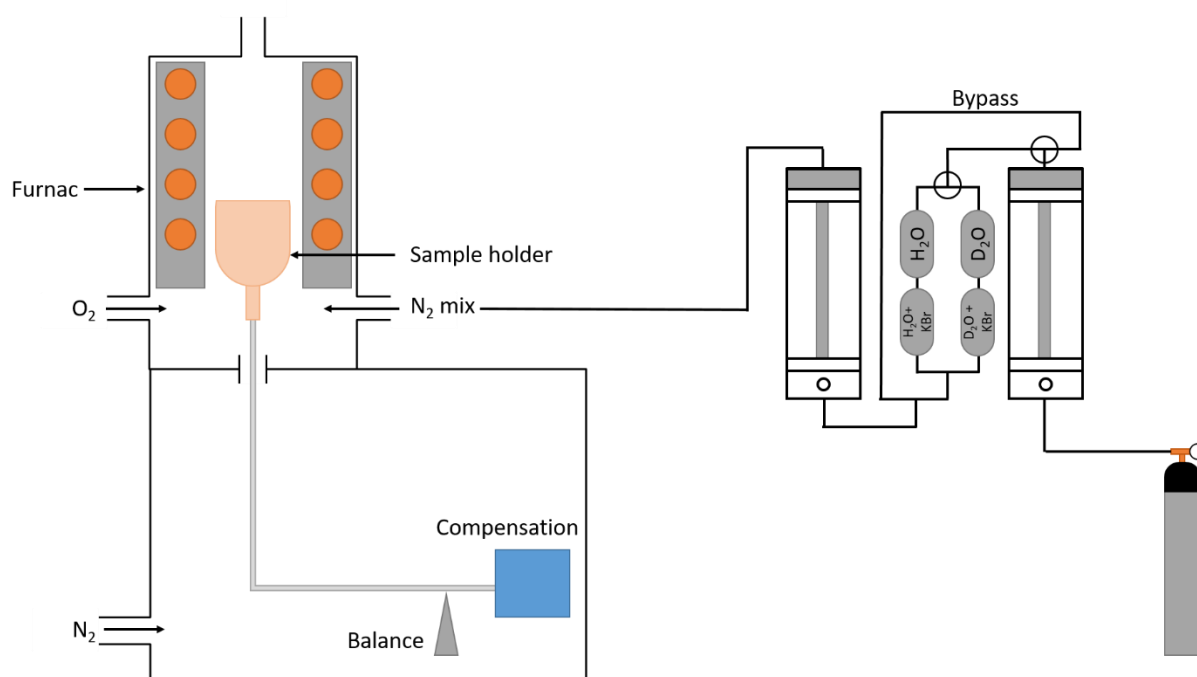 Bypass
Furnac
H₂O
D₂O
Sample holder
O₂
N₂ mix
H₂O+
KBr
D₂O +
KBr
Compensation
N₂
Balance